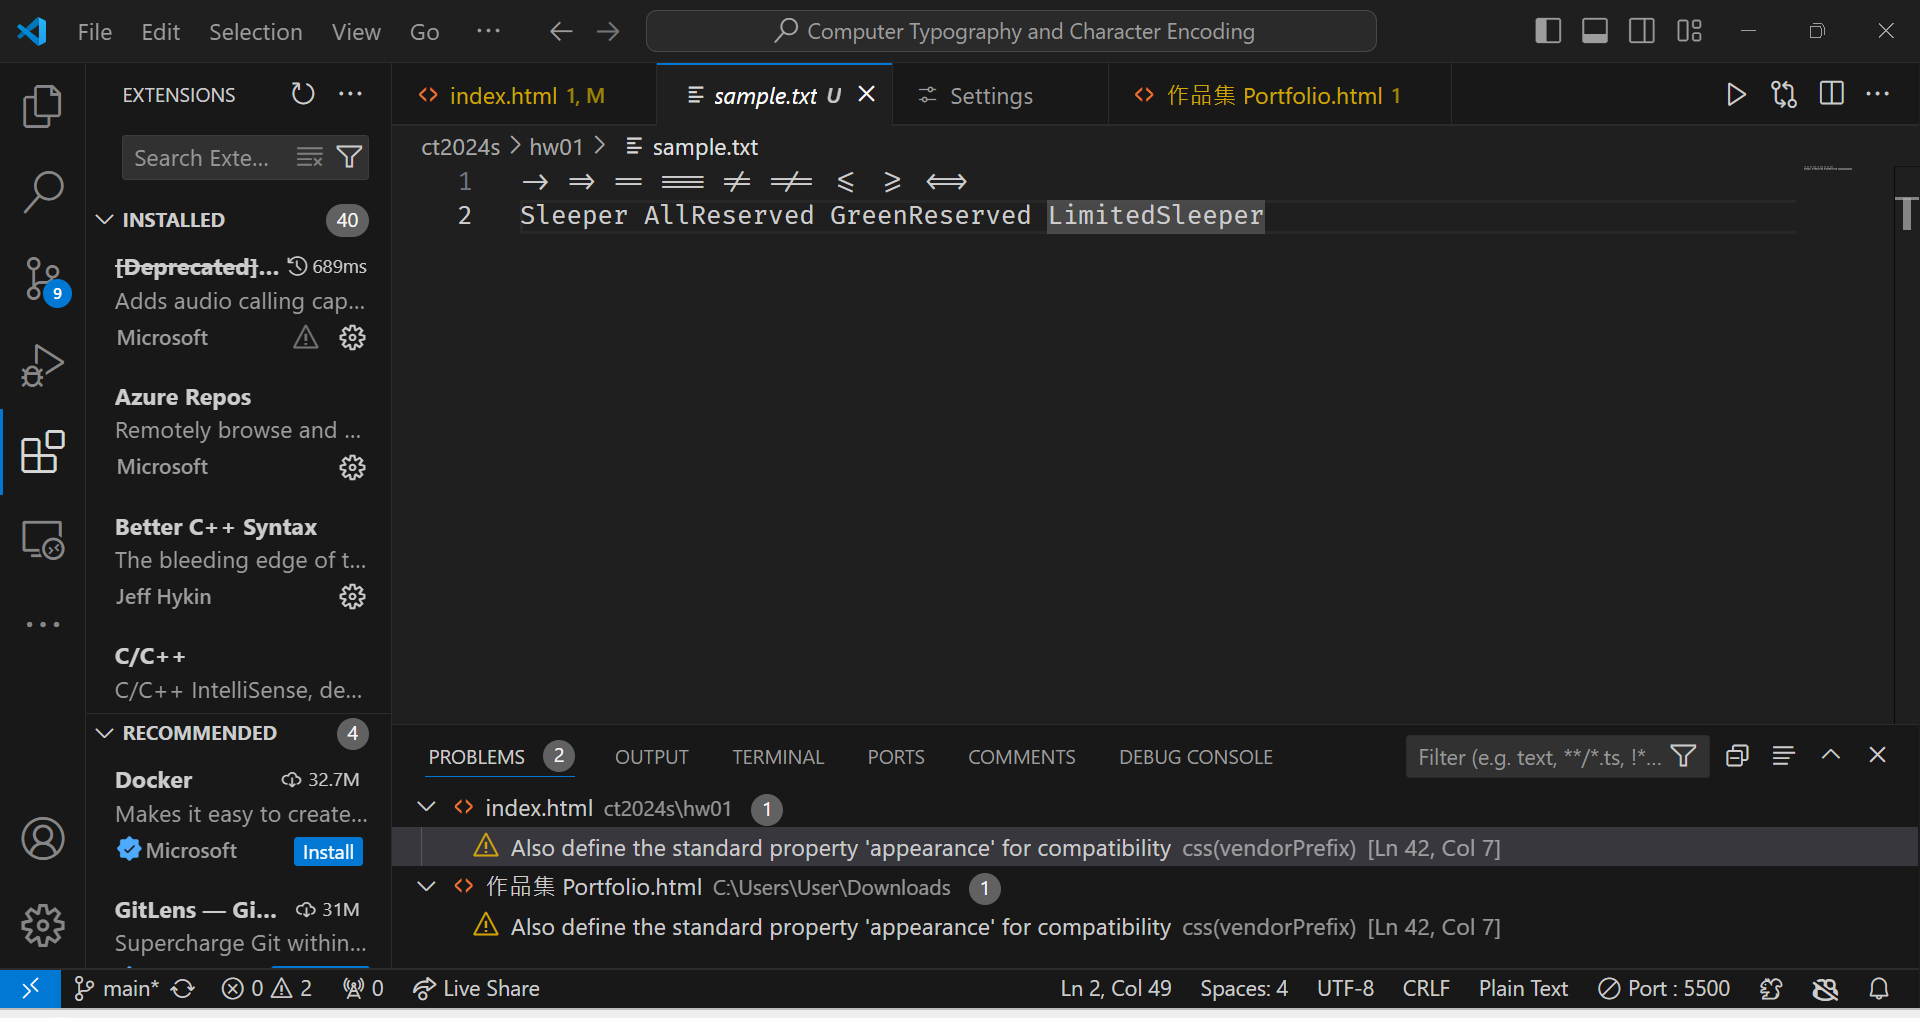 File Edit Selection View Go ··· Computer Typography and Character Encoding
EXTENSIONS
Search Exte...
INSTALLED 40
[Deprecated]... 689ms
Adds audio calling cap...
Microsoft
Azure Repos
Remotely browse and ...
Microsoft
Better C++ Syntax
The bleeding edge of t...
Jeff Hykin
C/C++
C/C++ IntelliSense, de...
RECOMMENDED 4
Docker 32.7M
Makes it easy to create...
Microsoft Install
GitLens — Gi... 31M
Supercharge Git within...
9
index.html 1, M sample.txt U Settings 作品集 Portfolio.html 1
ct2024s > hw01 > sample.txt
1 → ⇒ == === ≠ ≠= ⩽ ⩾ ⟺
2 Sleeper AllReserved GreenReserved LimitedSleeper
PROBLEMS 2 OUTPUT TERMINAL PORTS COMMENTS DEBUG CONSOLE Filter (e.g. text, **/*.ts, !*...
index.html ct2024s\hw01 1
Also define the standard property 'appearance' for compatibility css(vendorPrefix) [Ln 42, Col 7]
作品集 Portfolio.html C:\Users\User\Downloads 1
Also define the standard property 'appearance' for compatibility css(vendorPrefix) [Ln 42, Col 7]
main* 0 2 0 Live Share Ln 2, Col 49 Spaces: 4 UTF-8 CRLF Plain Text Port : 5500